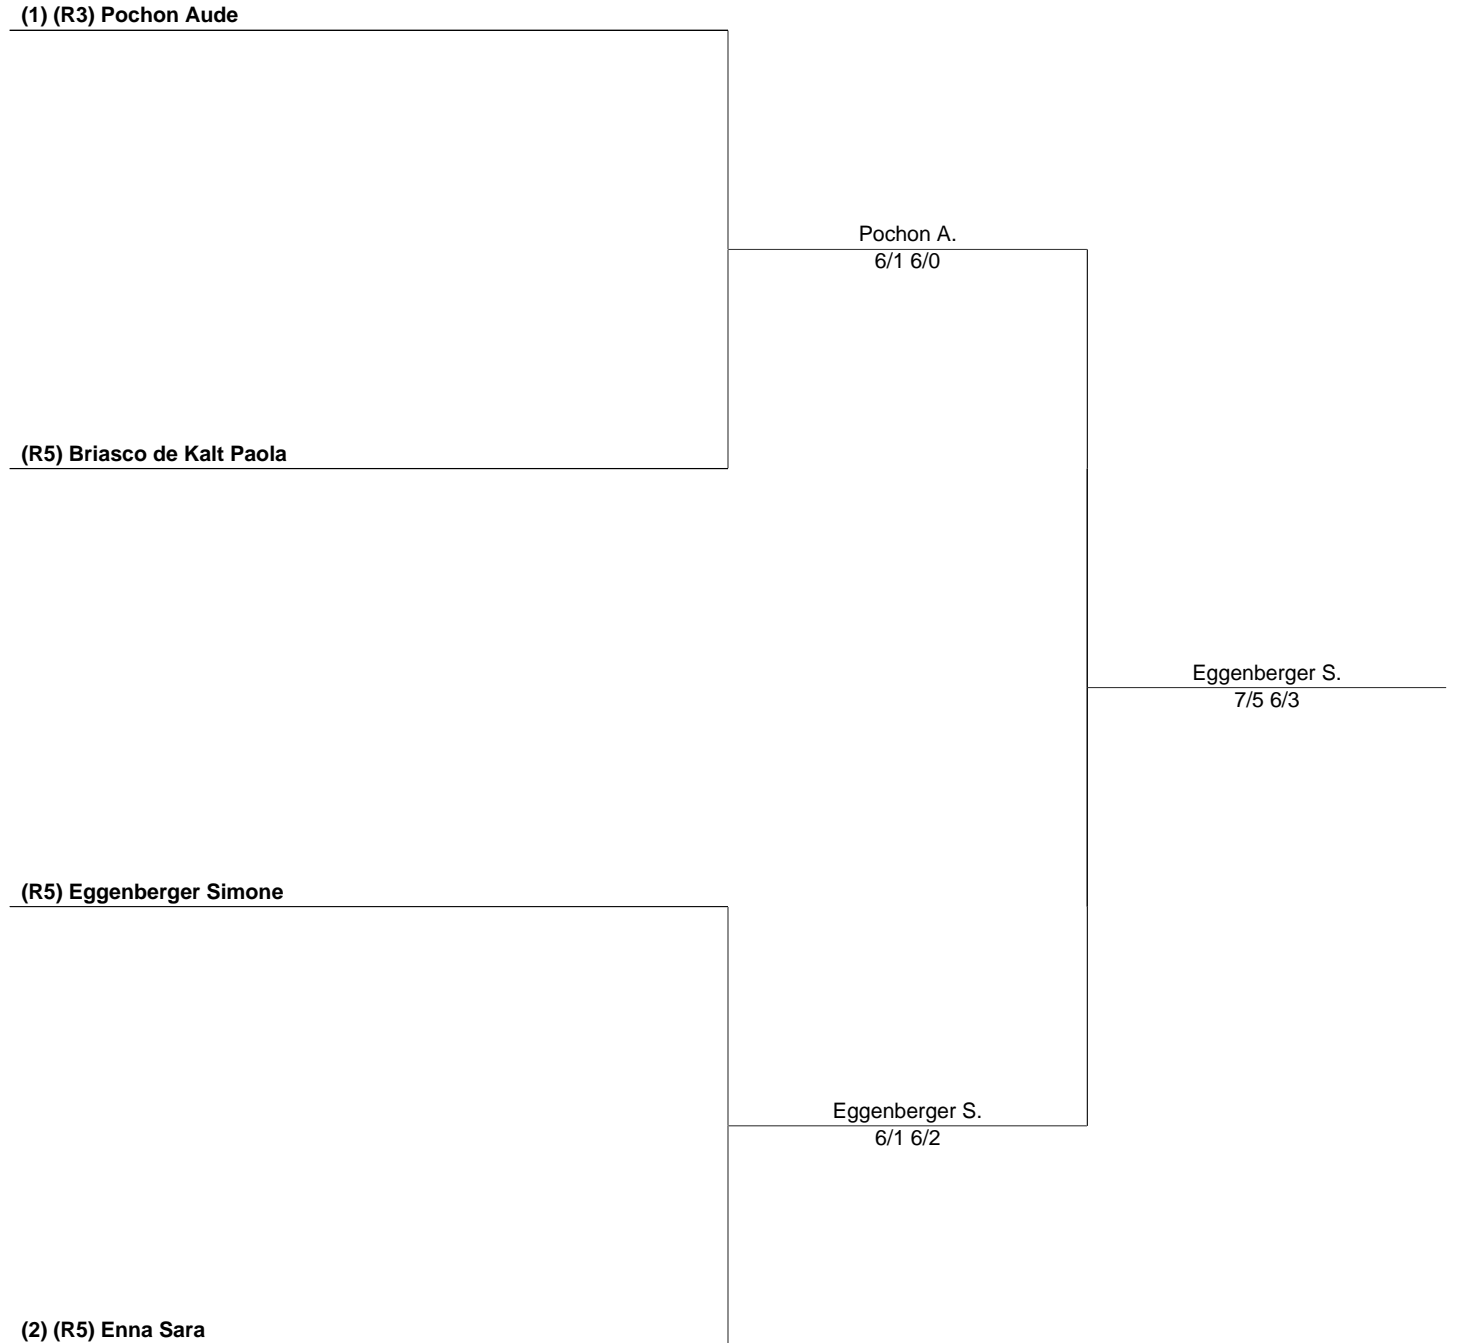 (1) (R3) Pochon Aude
Pochon A.
6/1 6/0
(R5) Briasco de Kalt Paola
Eggenberger S.
7/5 6/3
(R5) Eggenberger Simone
Eggenberger S.
6/1 6/2
(2) (R5) Enna Sara